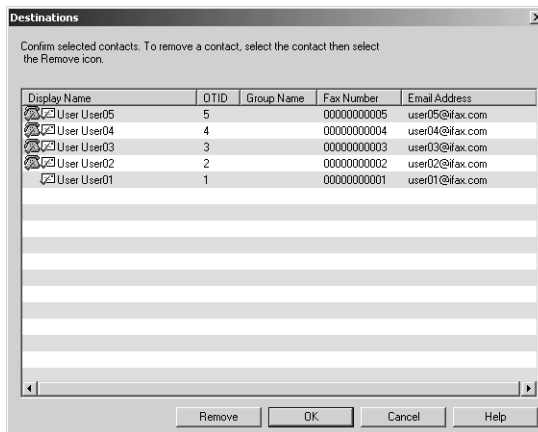 Destinations
Confirm selected contacts. To remove a contact, select the contact then select
the Remove icon.
Display Name OTID Group Name Fax Number Email Address
User User05 5 00000000005 user05@ifax.com
User User04 4 00000000004 user04@ifax.com
User User03 3 00000000003 user03@ifax.com
User User02 2 00000000002 user02@ifax.com
User User01 1 00000000001 user01@ifax.com
Remove OK Cancel Help